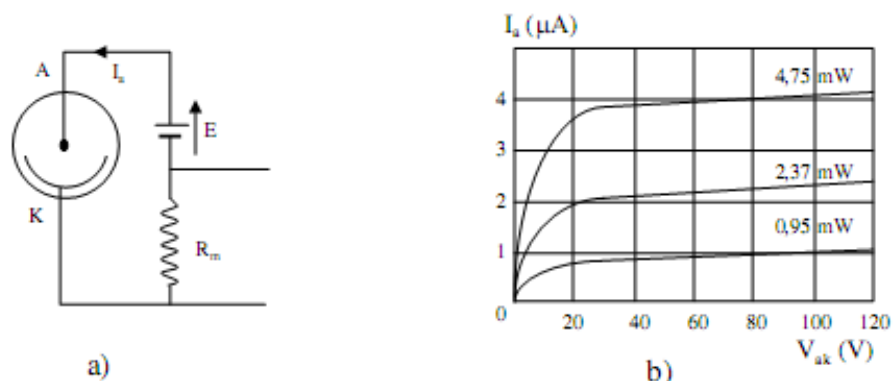 A
I_a
E
K
R_m
a)
I_a (μA)
4,75 mW
4
3
2,37 mW
2
0,95 mW
1
0
20 40 60 80 100 120
V_ak (V)
b)